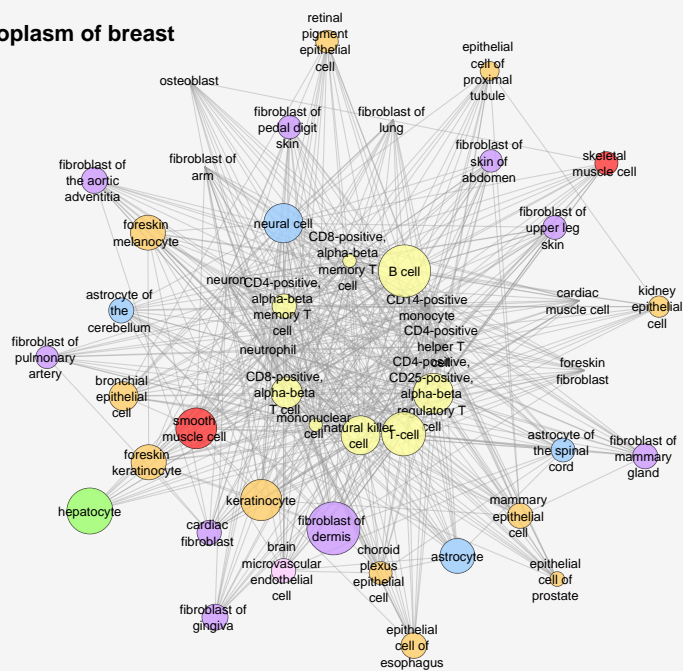 oplasm of breast
retinal
pigment
epithelial
cell
epithelial
cell of
proximal
tubule
osteoblast
fibroblast of
pedal digit
skin
fibroblast of
lung
fibroblast of
arm
fibroblast of
skin of
abdomen
skeletal
muscle cell
fibroblast of
the aortic
adventitia
foreskin
melanocyte
neural cell
CD8-positive,
alpha-beta
memory T
cell
B cell
fibroblast of
upper leg
skin
neuron
CD4-positive,
alpha-beta
memory T
cell
CD14-positive
monocyte
cardiac
muscle cell
kidney
epithelial
cell
astrocyte of
the
cerebellum
CD4-positive
helper T
cell
neutrophil
fibroblast of
pulmonary
artery
CD4-positive,
CD25-positive,
alpha-beta
regulatory T
cell
foreskin
fibroblast
bronchial
epithelial
cell
CD8-positive,
alpha-beta
T cell
smooth
muscle cell
mononuclear
cell
natural killer
cell
T-cell
astrocyte of
the spinal
cord
fibroblast of
mammary
gland
foreskin
keratinocyte
hepatocyte
keratinocyte
cardiac
fibroblast
fibroblast of
dermis
mammary
epithelial
cell
brain
microvascular
endothelial
cell
choroid
plexus
epithelial
cell
astrocyte
epithelial
cell of
prostate
fibroblast of
gingiva
epithelial
cell of
esophagus